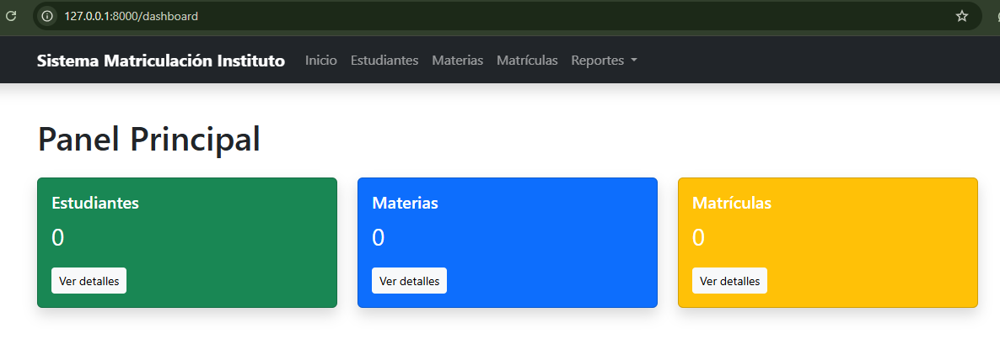 127.0.0.1:8000/dashboard
Sistema Matriculación Instituto Inicio Estudiantes Materias Matrículas Reportes
Panel Principal
Estudiantes Materias Matrículas
0 0 0
Ver detalles Ver detalles Ver detalles